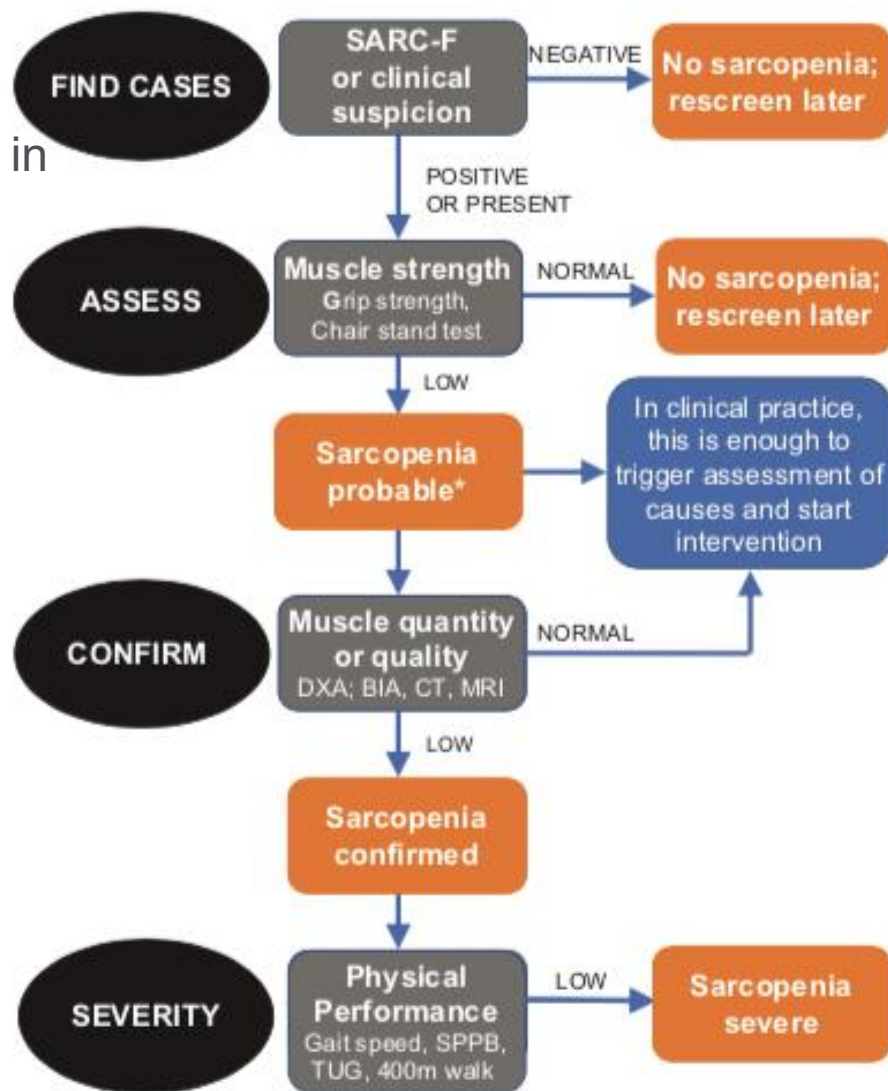 FIND CASES
SARC-F
or clinical
suspicion
NEGATIVE
No sarcopenia;
rescreen later
in
POSITIVE
OR PRESENT
ASSESS
Muscle strength
Grip strength,
Chair stand test
NORMAL
No sarcopenia;
rescreen later
LOW
Sarcopenia
probable*
In clinical practice,
this is enough to
trigger assessment of
causes and start
intervention
CONFIRM
Muscle quantity
or quality
DXA; BIA, CT, MRI
NORMAL
LOW
Sarcopenia
confirmed
SEVERITY
Physical
Performance
Gait speed, SPPB,
TUG, 400m walk
LOW
Sarcopenia
severe